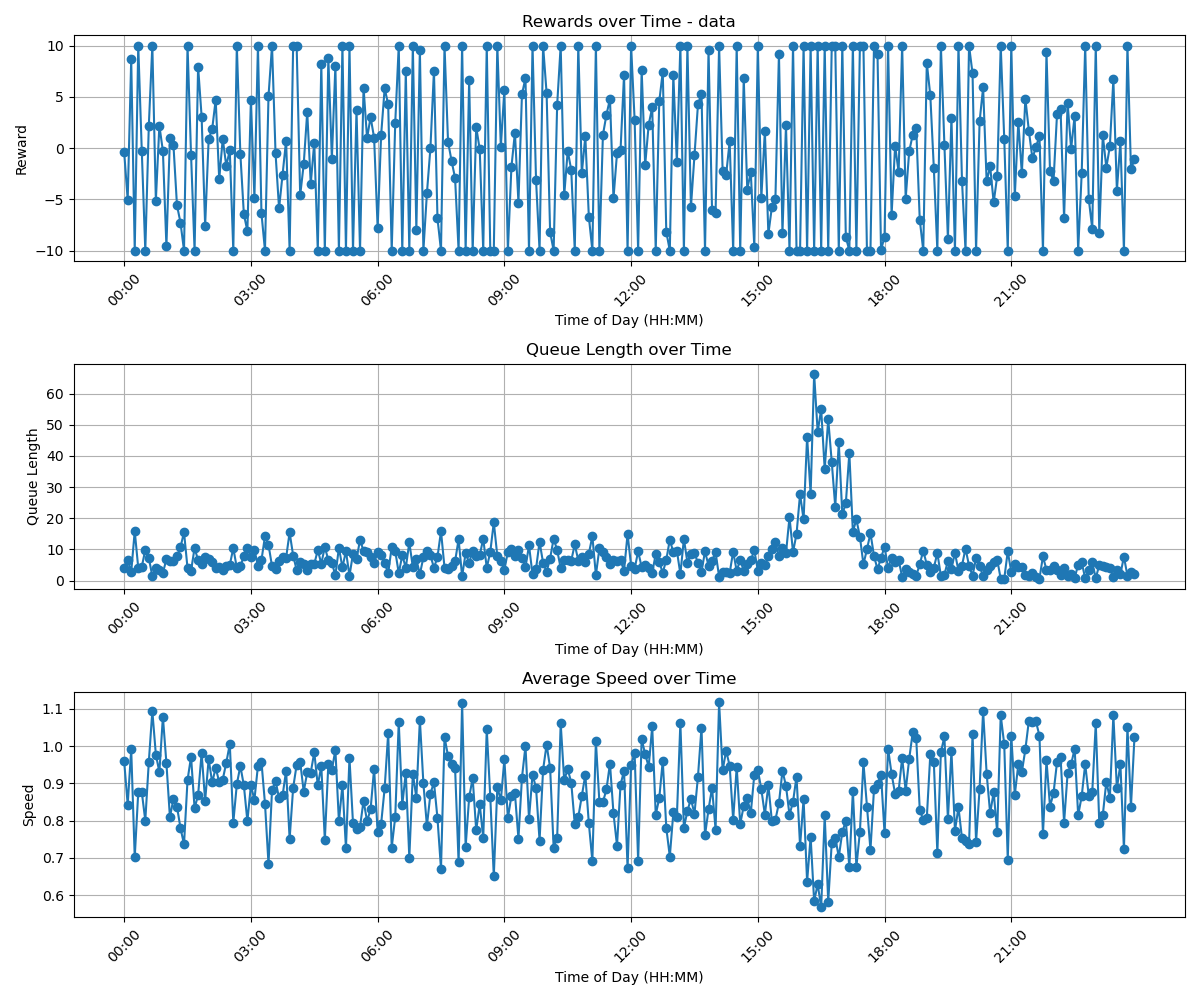 Rewards over Time - data
10
5
0
−5
−10
Reward
00:00 03:00 06:00 09:00 12:00 15:00 18:00 21:00
Time of Day (HH:MM)
Queue Length over Time
60
50
40
30
20
10
0
Queue Length
00:00 03:00 06:00 09:00 12:00 15:00 18:00 21:00
Time of Day (HH:MM)
Average Speed over Time
1.1
1.0
0.9
0.8
0.7
0.6
Speed
00:00 03:00 06:00 09:00 12:00 15:00 18:00 21:00
Time of Day (HH:MM)